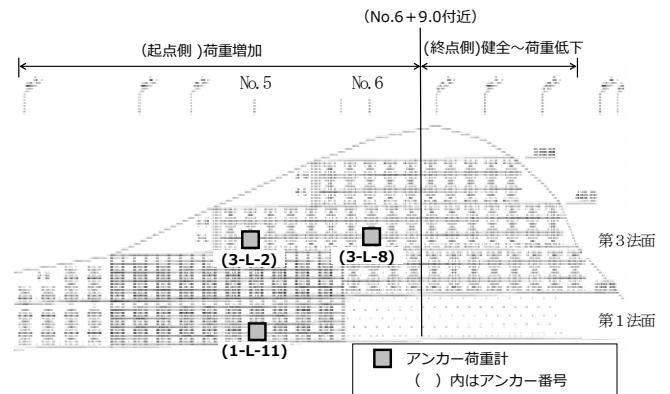 (No.6＋9.0付近)
(起点側 )荷重増加
(終点側)健全～荷重低下
No.5
No.6
第3法面
(3-L-2)
(3-L-8)
第1法面
(1-L-11)
アンカー荷重計
(　) 内はアンカー番号